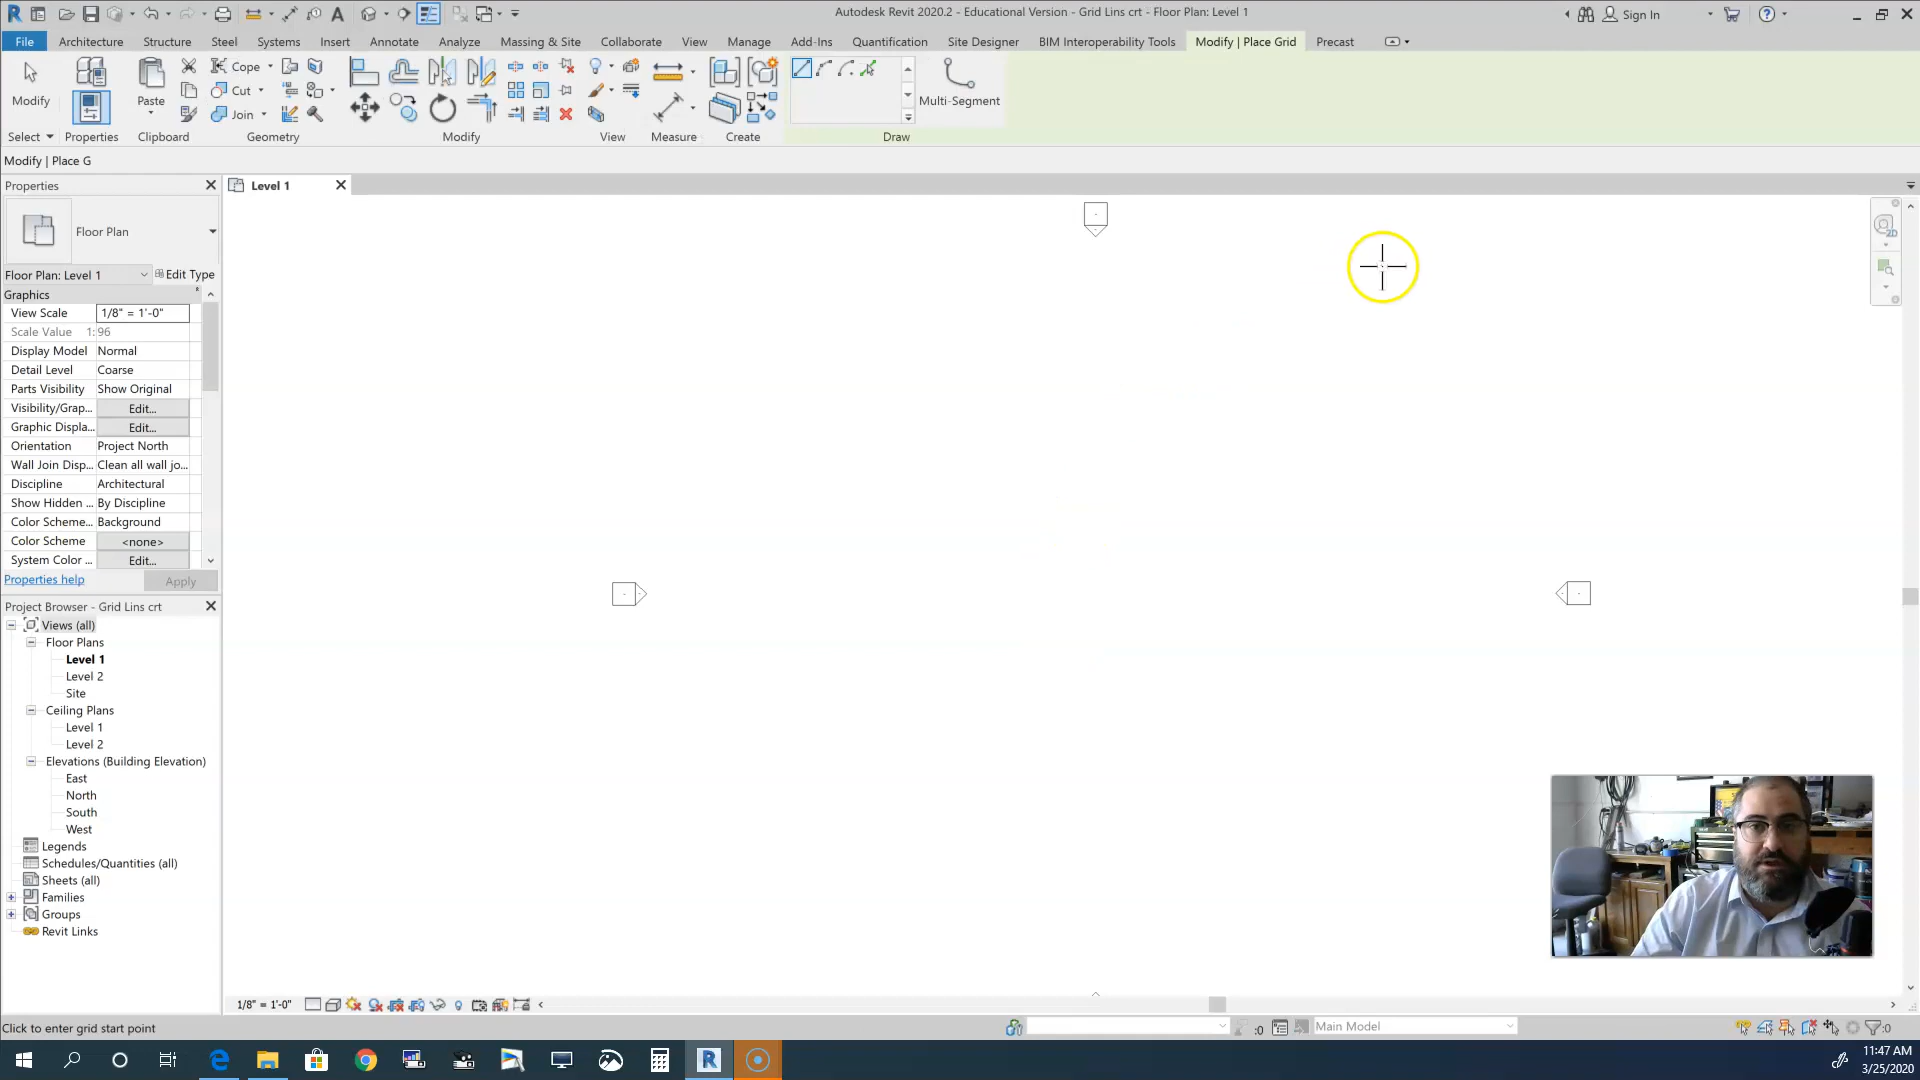 Autodesk Revit 2020.2 - Educational Version - Grid Lins crt - Floor Plan: Level 1
Sign In
File Architecture Structure Steel Systems Insert Annotate Analyze Massing & Site Collaborate View Manage Add-Ins Quantification Site Designer BIM Interoperability Tools Modify | Place Grid Precast
Modify
Paste
Cope
Cut
Join
Multi-Segment
Select Properties Clipboard Geometry Modify View Measure Create Draw
Modify | Place G
Properties
Level 1
Floor Plan
Floor Plan: Level 1
Edit Type
Graphics
View Scale 1/8" = 1'-0"
Scale Value 1: 96
Display Model Normal
Detail Level Coarse
Parts Visibility Show Original
Visibility/Grap... Edit...
Graphic Displa... Edit...
Orientation Project North
Wall Join Disp... Clean all wall jo...
Discipline Architectural
Show Hidden ... By Discipline
Color Scheme... Background
Color Scheme <none>
System Color ... Edit...
Properties help
Apply
Project Browser - Grid Lins crt
Views (all)
Floor Plans
Level 1
Level 2
Site
Ceiling Plans
Level 1
Level 2
Elevations (Building Elevation)
East
North
South
West
Legends
Schedules/Quantities (all)
Sheets (all)
Families
Groups
Revit Links
2D
1/8" = 1'-0"
Click to enter grid start point
:0
Main Model
:0
11:47 AM
3/25/2020